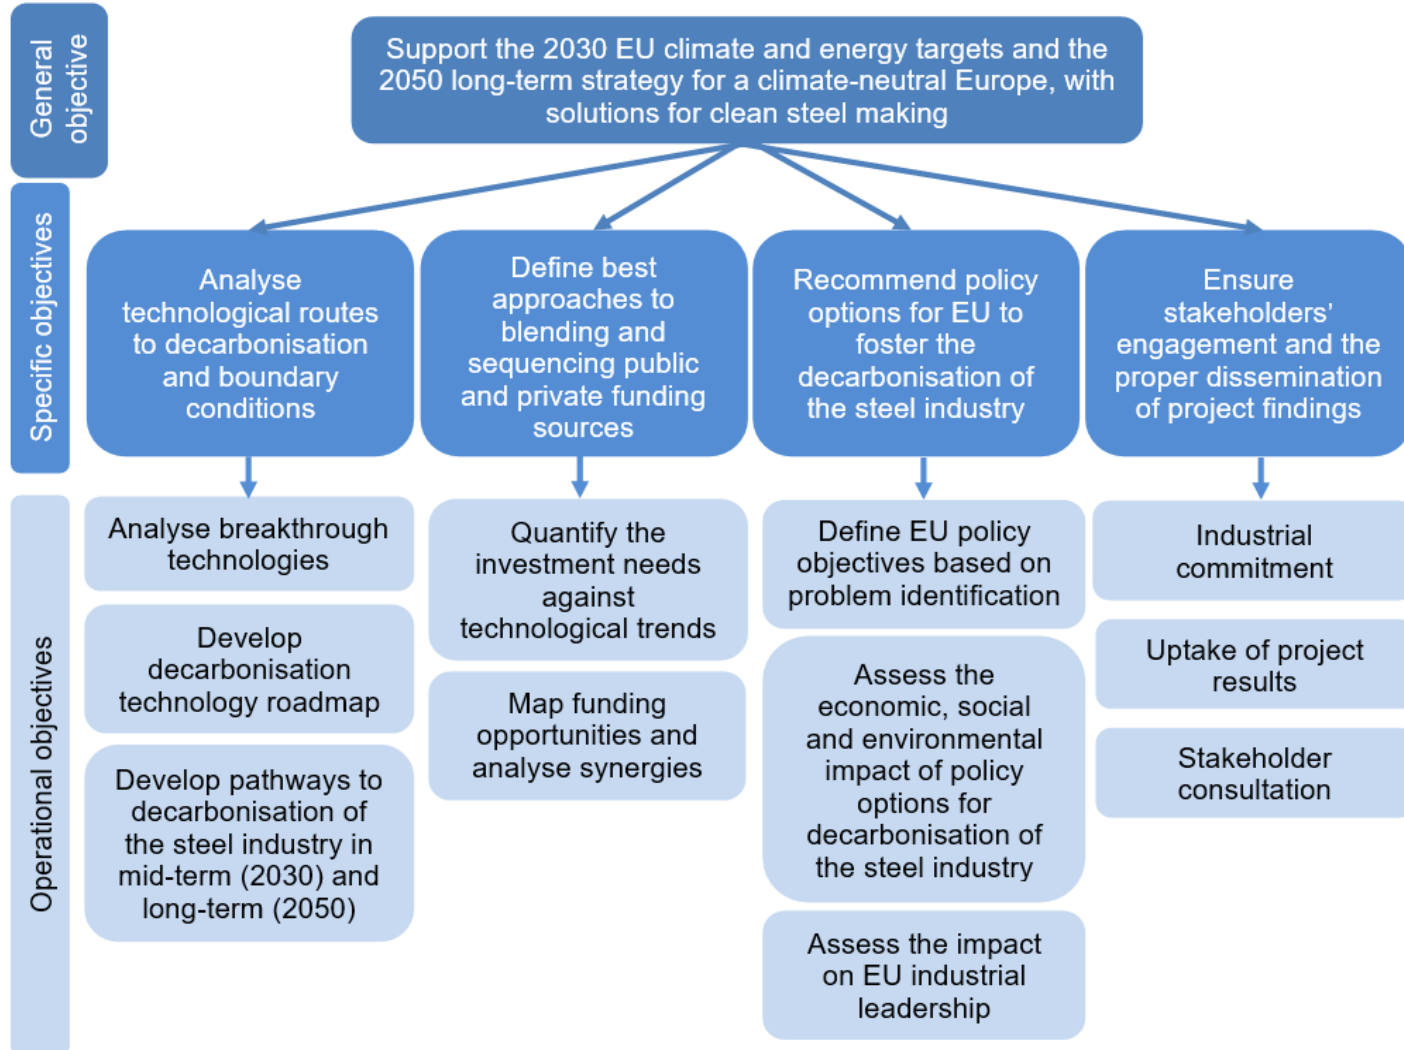 General
objective
Support the 2030 EU climate and energy targets and the
2050 long-term strategy for a climate-neutral Europe, with
solutions for clean steel making
Specific objectives
Analyse
technological routes
to decarbonisation
and boundary
conditions
Define best
approaches to
blending and
sequencing public
and private funding
sources
Recommend policy
options for EU to
foster the
decarbonisation of
the steel industry
Ensure
stakeholders’
engagement and the
proper dissemination
of project findings
Operational objectives
Analyse breakthrough
technologies
Develop
decarbonisation
technology roadmap
Develop pathways to
decarbonisation of
the steel industry in
mid-term (2030) and
long-term (2050)
Quantify the
investment needs
against
technological trends
Map funding
opportunities and
analyse synergies
Define EU policy
objectives based on
problem identification
Assess the
economic, social
and environmental
impact of policy
options for
decarbonisation of
the steel industry
Assess the impact
on EU industrial
leadership
Industrial
commitment
Uptake of project
results
Stakeholder
consultation